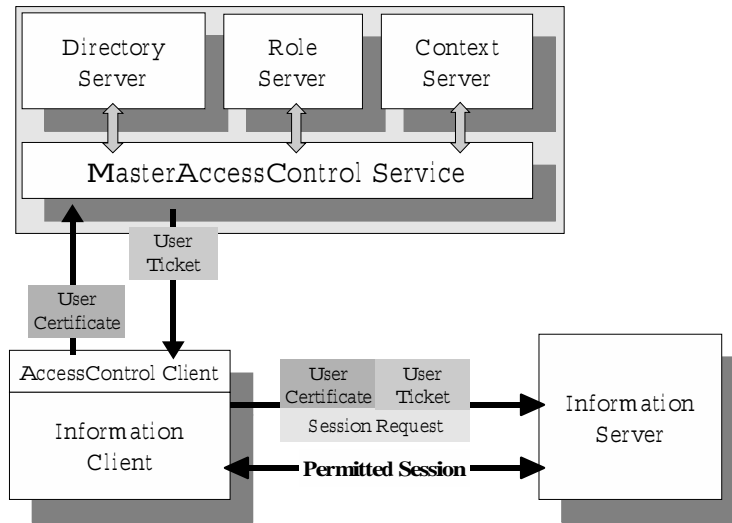 Directory
Server
Role
Server
Context
Server
MasterAccessControl Service
User
Ticket
User
Certificate
AccessControl Client
Information
Client
User
Certificate
User
Ticket
Session Request
Permitted Session
Information
Server